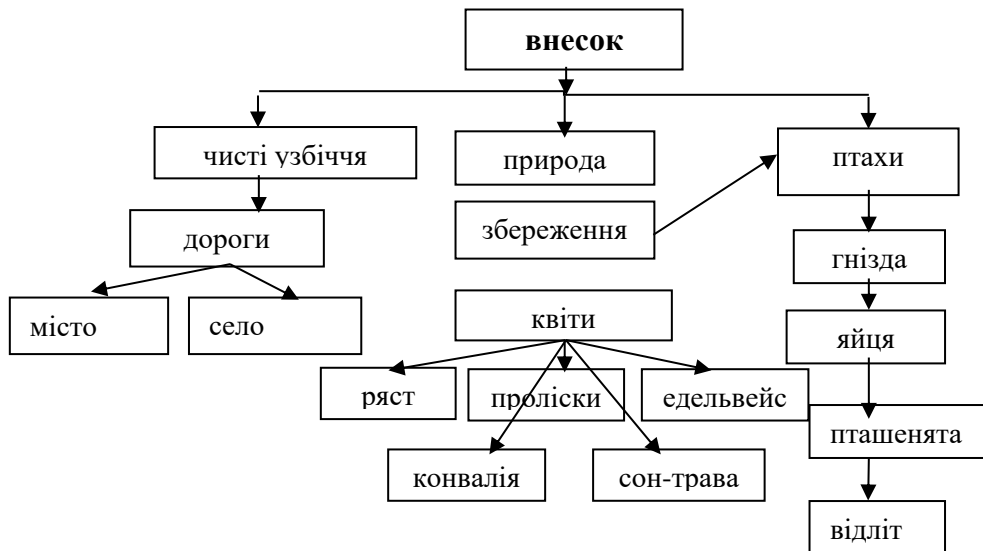 внесок
чисті узбіччя
природа
птахи
дороги
збереження
гнізда
місто
село
квіти
яйця
ряст
проліски
едельвейс
пташенята
конвалія
сон-трава
відліт